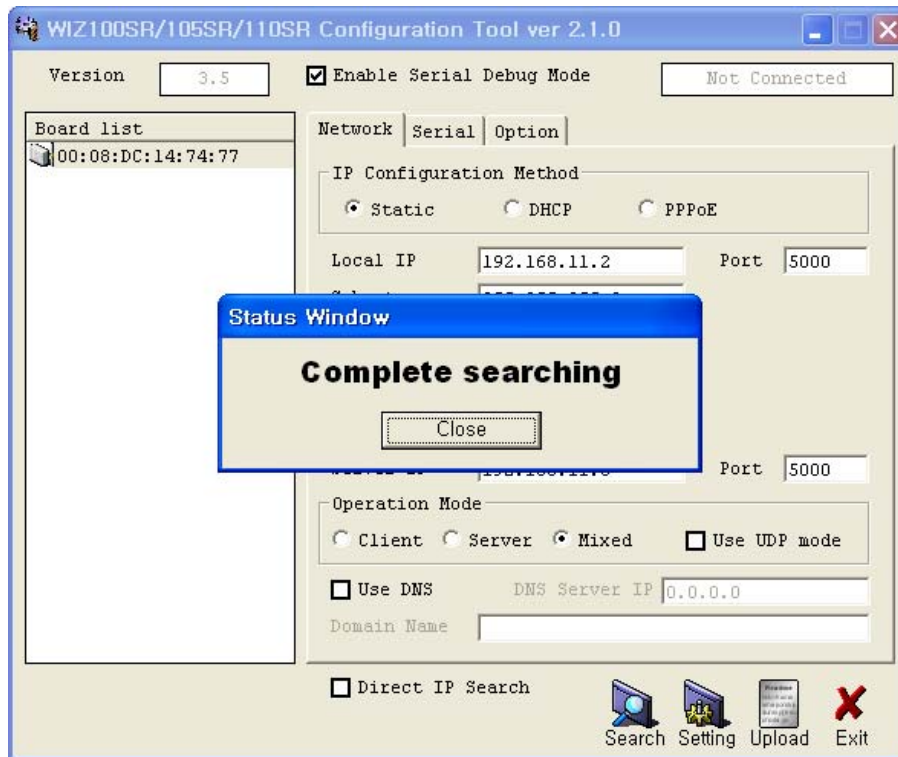 WIZ100SR/105SR/110SR Configuration Tool ver 2.1.0
Version 3.5 Enable Serial Debug Mode Not Connected
Board list
00:08:DC:14:74:77
Network Serial Option
IP Configuration Method
Static DHCP PPPoE
Local IP 192.168.11.2 Port 5000
Status Window
Complete searching
Close
Port 5000
Operation Mode
Client Server Mixed Use UDP mode
Use DNS DNS Server IP 0.0.0.0
Domain Name
Direct IP Search
Search Setting Upload Exit